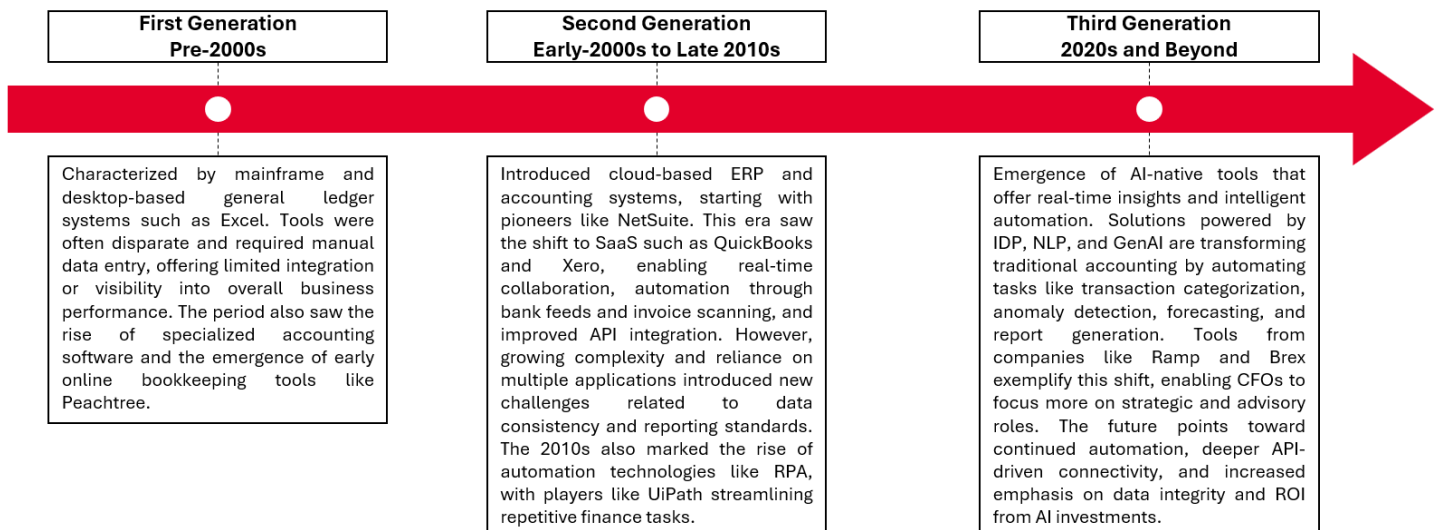 First Generation
Pre-2000s
Second Generation
Early-2000s to Late 2010s
Third Generation
2020s and Beyond
Characterized by mainframe and
desktop-based general ledger
systems such as Excel. Tools were
often disparate and required manual
data entry, offering limited integration
or visibility into overall business
performance. The period also saw the
rise of specialized accounting
software and the emergence of early
online bookkeeping tools like
Peachtree.
Introduced cloud-based ERP and
accounting systems, starting with
pioneers like NetSuite. This era saw
the shift to SaaS such as QuickBooks
and Xero, enabling real-time
collaboration, automation through
bank feeds and invoice scanning, and
improved API integration. However,
growing complexity and reliance on
multiple applications introduced new
challenges related to data
consistency and reporting standards.
The 2010s also marked the rise of
automation technologies like RPA,
with players like UiPath streamlining
repetitive finance tasks.
Emergence of AI-native tools that
offer real-time insights and intelligent
automation. Solutions powered by
IDP, NLP, and GenAI are transforming
traditional accounting by automating
tasks like transaction categorization,
anomaly detection, forecasting, and
report generation. Tools from
companies like Ramp and Brex
exemplify this shift, enabling CFOs to
focus more on strategic and advisory
roles. The future points toward
continued automation, deeper API-
driven connectivity, and increased
emphasis on data integrity and ROI
from AI investments.